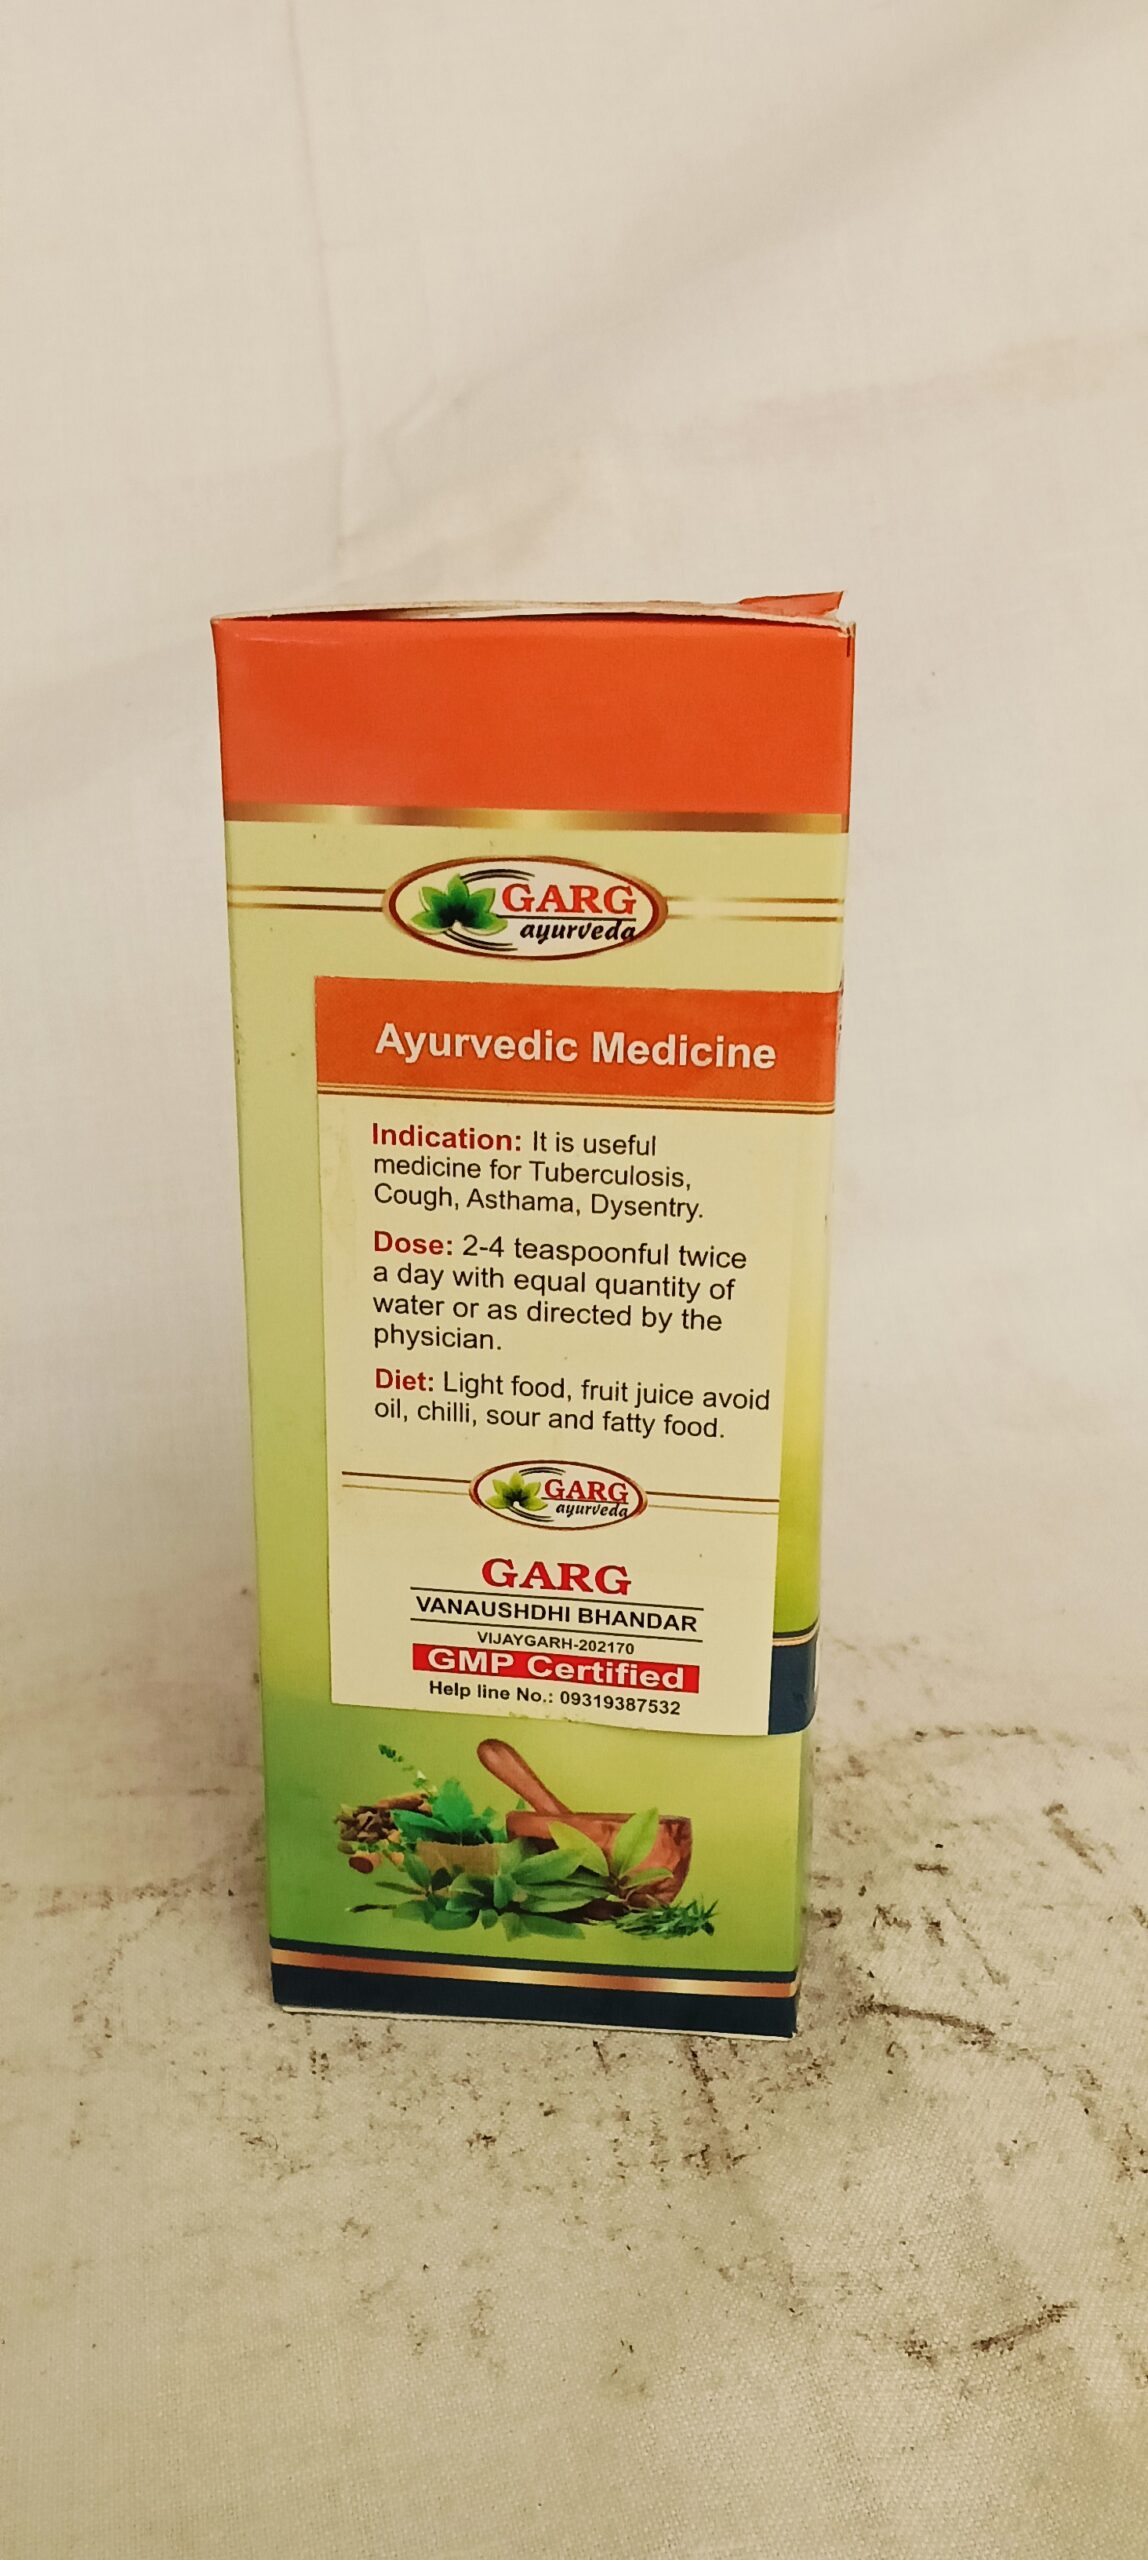 GARG
ayurveda
Ayurvedic Medicine
Indication: It is useful
medicine for Tuberculosis,
Cough, Asthama, Dysentry.
Dose: 2-4 teaspoonful twice
a day with equal quantity of
water or as directed by the
physician.
Diet: Light food, fruit juice avoid
oil, chilli, sour and fatty food.
GARG
ayurveda
GARG
VANAUSHDHI BHANDAR
VIJAYGARH-202170
GMP Certified
Help line No.: 09319387532